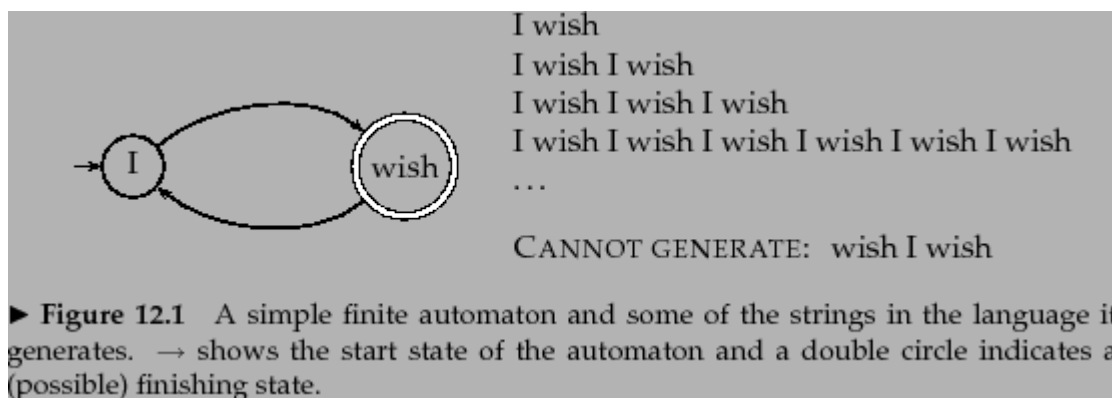 I
wish
I wish
I wish I wish
I wish I wish I wish
I wish I wish I wish I wish I wish I wish
...
CANNOT GENERATE: wish I wish
► Figure 12.1 A simple finite automaton and some of the strings in the language it
generates. → shows the start state of the automaton and a double circle indicates a
(possible) finishing state.